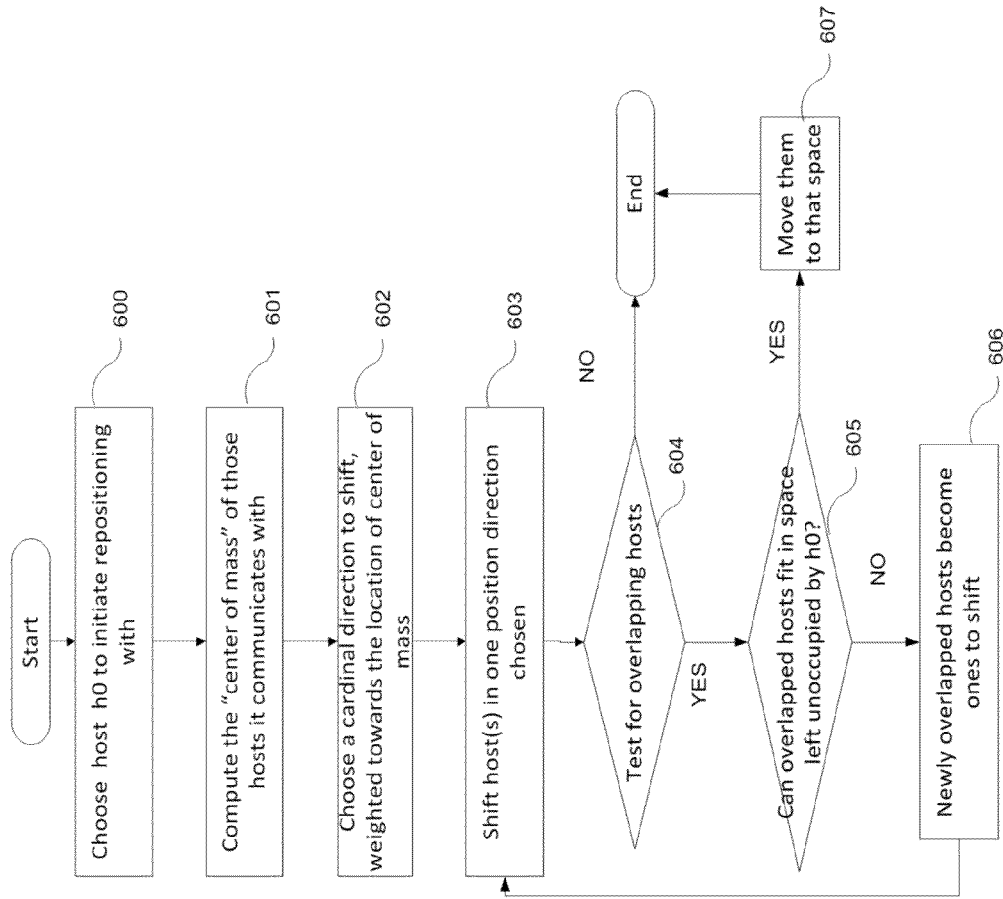 Start
Choose host h0 to initiate repositioning
with
600
Compute the "center of mass" of those
hosts it communicates with
601
Choose a cardinal direction to shift,
weighted towards the location of center of
mass
602
Shift host(s) in one position direction
chosen
603
Test for overlapping hosts
604
NO
End
YES
Can overlapped hosts fit in space
left unoccupied by h0?
605
YES
Move them
to that space
607
NO
Newly overlapped hosts become
ones to shift
606